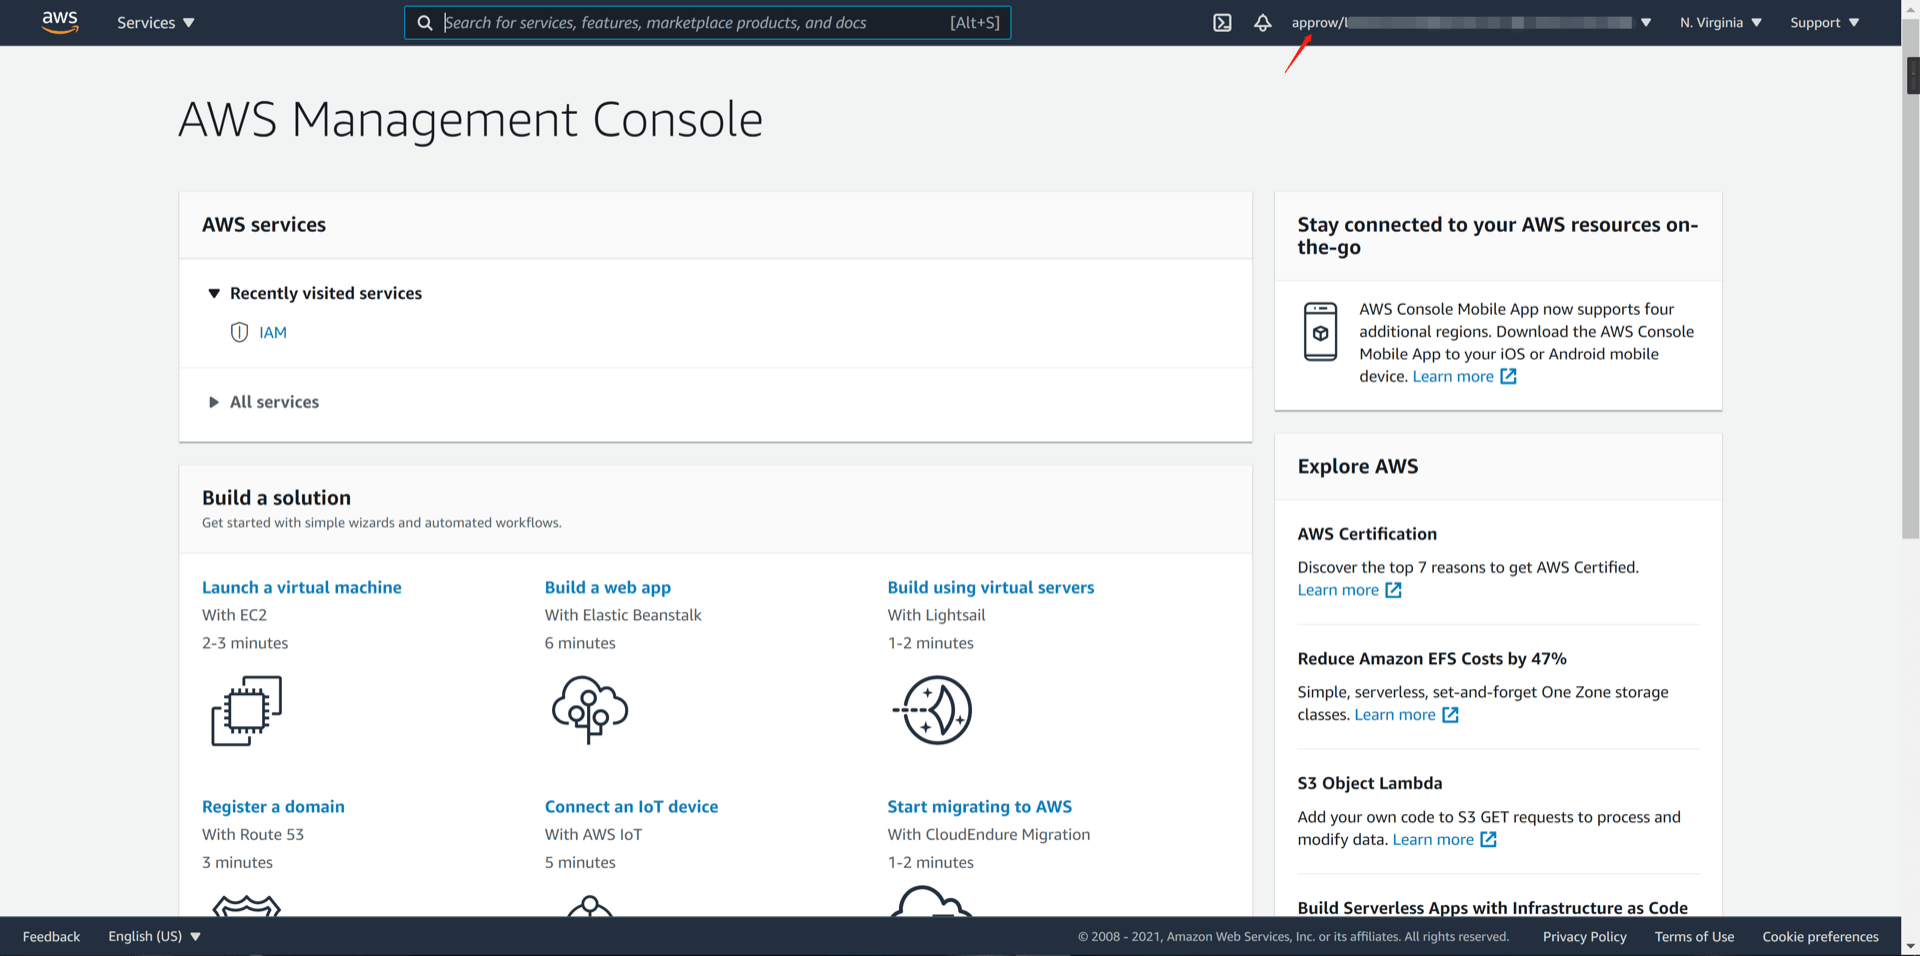 aws
Services
Search for services, features, marketplace products, and docs
[Alt+S]
approw/
N. Virginia
Support
AWS Management Console
AWS services
Recently visited services
IAM
All services
Build a solution
Get started with simple wizards and automated workflows.
Launch a virtual machine
With EC2
2-3 minutes
Build a web app
With Elastic Beanstalk
6 minutes
Build using virtual servers
With Lightsail
1-2 minutes
Register a domain
With Route 53
3 minutes
Connect an IoT device
With AWS IoT
5 minutes
Start migrating to AWS
With CloudEndure Migration
1-2 minutes
Stay connected to your AWS resources on-
the-go
AWS Console Mobile App now supports four
additional regions. Download the AWS Console
Mobile App to your iOS or Android mobile
device. Learn more
Explore AWS
AWS Certification
Discover the top 7 reasons to get AWS Certified.
Learn more
Reduce Amazon EFS Costs by 47%
Simple, serverless, set-and-forget One Zone storage
classes. Learn more
S3 Object Lambda
Add your own code to S3 GET requests to process and
modify data. Learn more
Build Serverless Apps with Infrastructure as Code
Feedback
English (US)
© 2008 - 2021, Amazon Web Services, Inc. or its affiliates. All rights reserved.
Privacy Policy
Terms of Use
Cookie preferences